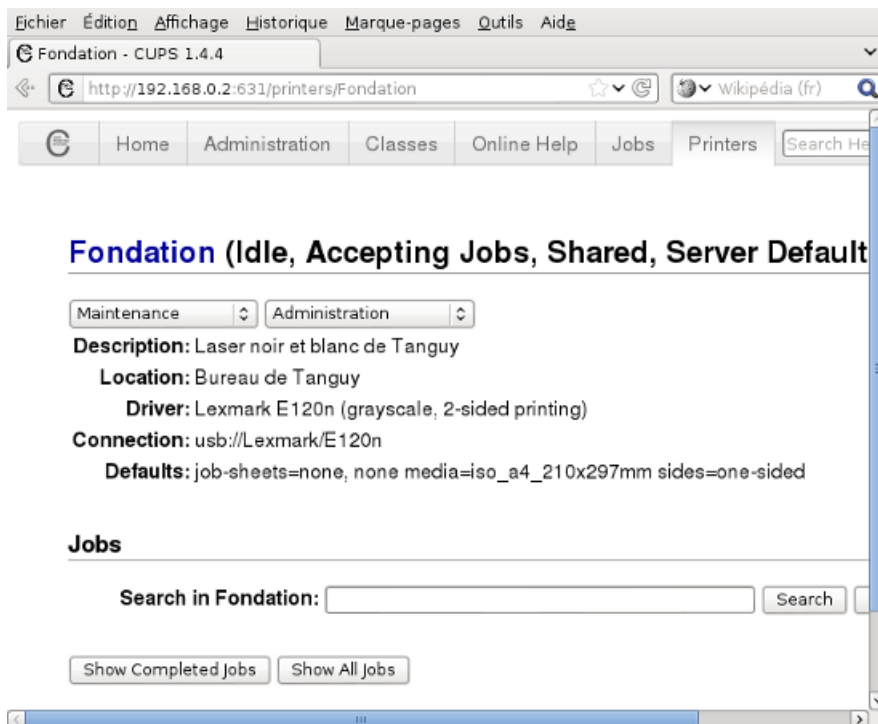 Fichier Édition Affichage Historique Marque-pages Outils Aide
Fondation - CUPS 1.4.4
http://192.168.0.2:631/printers/Fondation Wikipédia (fr)
Home Administration Classes Online Help Jobs Printers Search He
Fondation (Idle, Accepting Jobs, Shared, Server Default
Maintenance Administration
Description: Laser noir et blanc de Tanguy
Location: Bureau de Tanguy
Driver: Lexmark E120n (grayscale, 2-sided printing)
Connection: usb://Lexmark/E120n
Defaults: job-sheets=none, none media=iso_a4_210x297mm sides=one-sided
Jobs
Search in Fondation: Search
Show Completed Jobs Show All Jobs